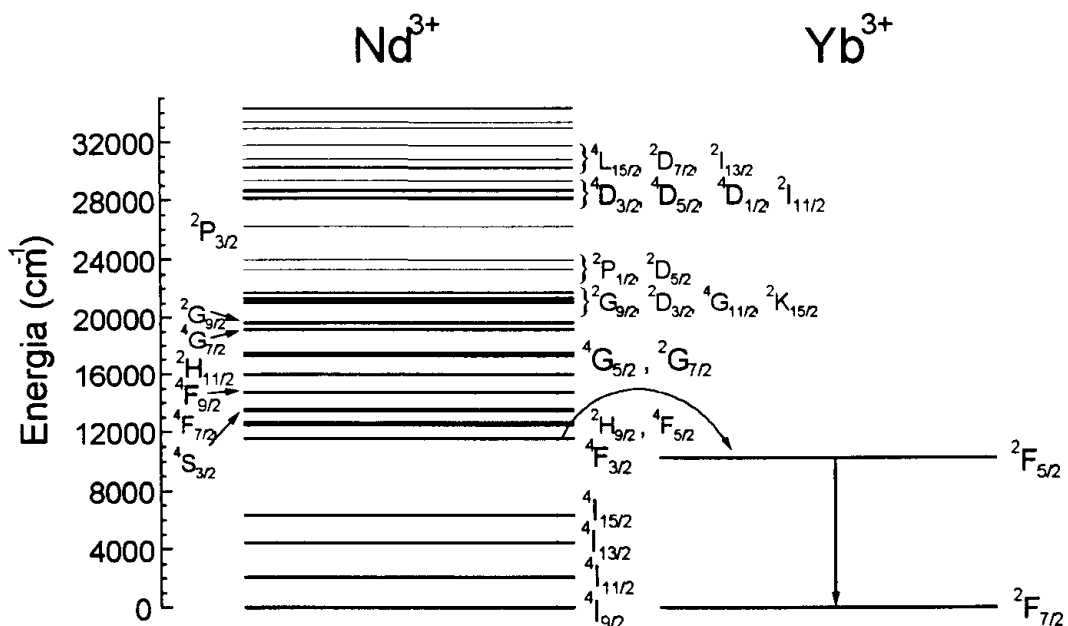 Nd³⁺ Yb³⁺
Energia (cm⁻¹)
32000
28000
24000
20000
16000
12000
8000
4000
0
²P₃/₂
²G₉/₂
⁴G₇/₂
²H₁₁/₂
⁴F₉/₂
⁴F₇/₂
⁴S₃/₂
}⁴L₁₅/₂, ²D₇/₂, ²I₁₃/₂
}⁴D₃/₂, ⁴D₅/₂, ⁴D₁/₂, ²I₁₁/₂
}²P₁/₂, ²D₅/₂
}²G₉/₂, ²D₃/₂, ⁴G₁₁/₂, ²K₁₅/₂
⁴G₅/₂, ²G₇/₂
²H₉/₂, ⁴F₅/₂
⁴F₃/₂
⁴I₁₅/₂
⁴I₁₃/₂
⁴I₁₁/₂
⁴I₉/₂
²F₅/₂
²F₇/₂